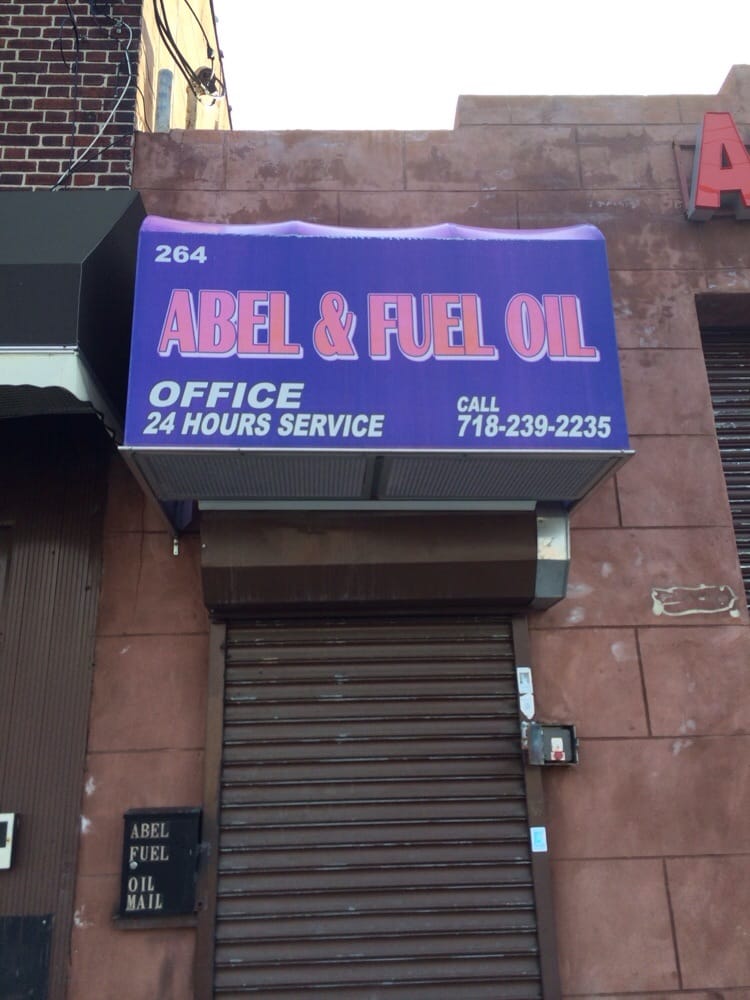 264
ABEL & FUEL OIL
OFFICE
24 HOURS SERVICE
CALL
718-239-2235
A
ABEL
FUEL
OIL
MAIL